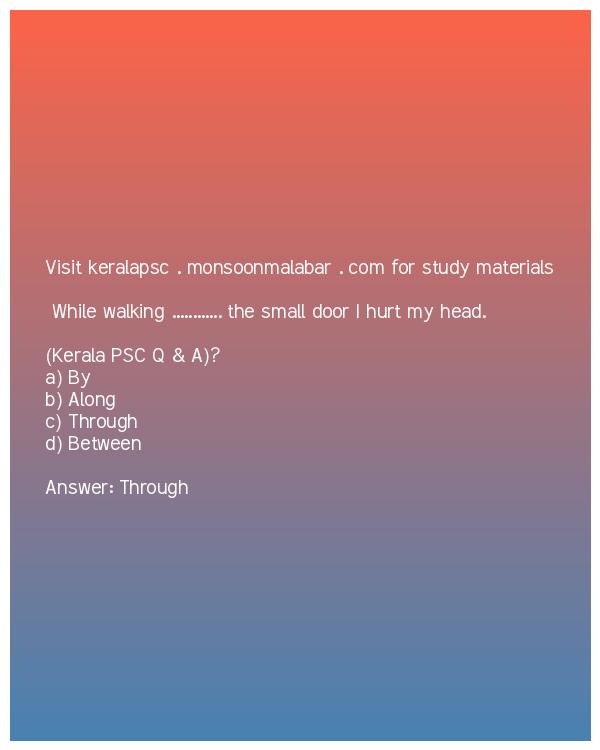 Visit keralapsc . monsoonmalabar . com for study materials
While walking ............ the small door I hurt my head.
(Kerala PSC Q & A)?
a) By
b) Along
c) Through
d) Between
Answer: Through